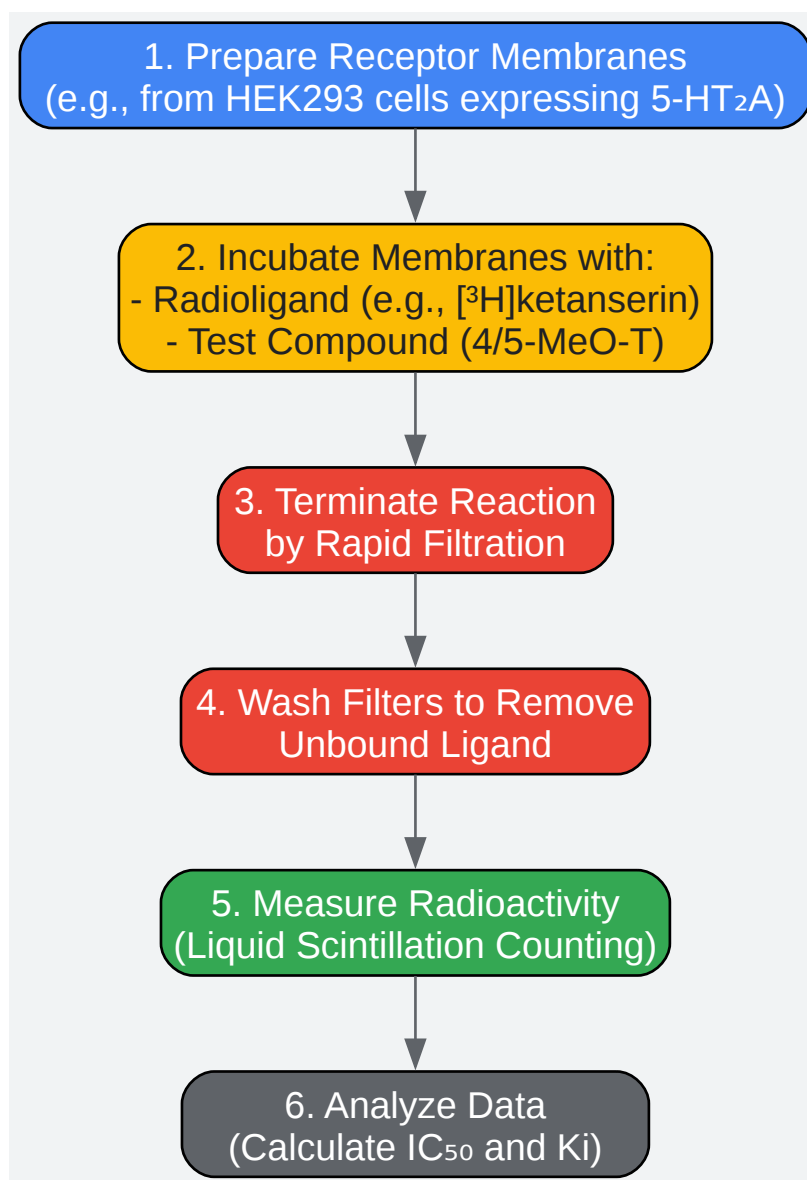 1. Prepare Receptor Membranes
(e.g., from HEK293 cells expressing 5-HT₂A)
2. Incubate Membranes with:
- Radioligand (e.g., [³H]ketanserin)
- Test Compound (4/5-MeO-T)
3. Terminate Reaction
by Rapid Filtration
4. Wash Filters to Remove
Unbound Ligand
5. Measure Radioactivity
(Liquid Scintillation Counting)
6. Analyze Data
(Calculate IC₅₀ and Ki)